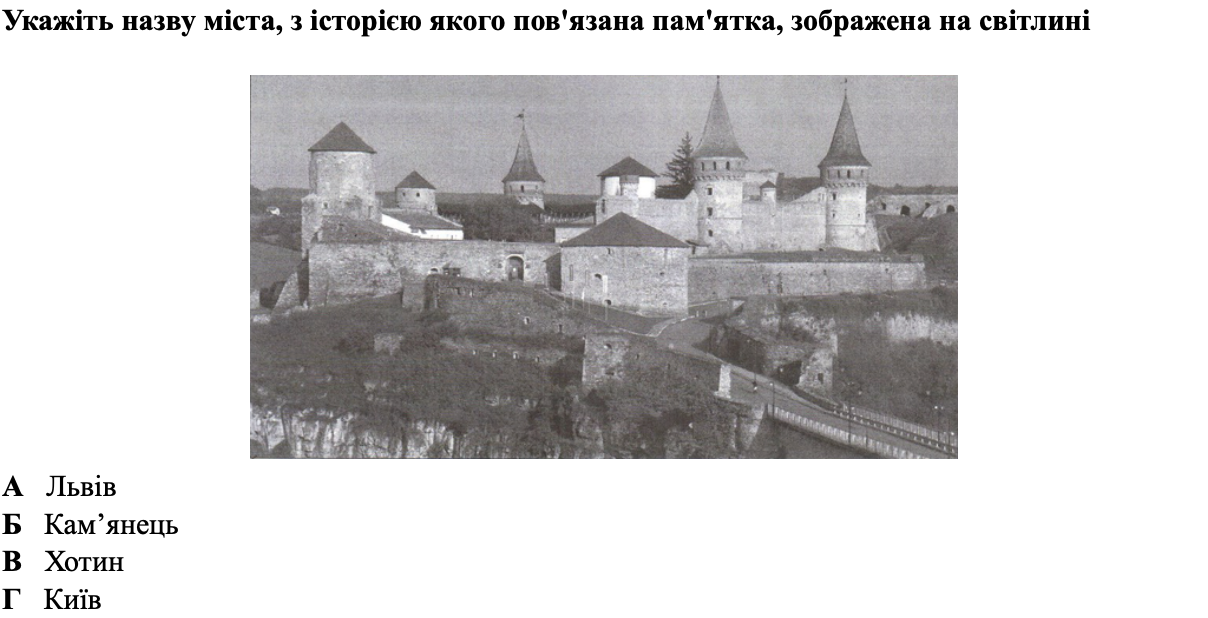 Укажіть назву міста, з історією якого пов'язана пам'ятка, зображена на світлині
А Львів
Б Кам’янець
В Хотин
Г Київ